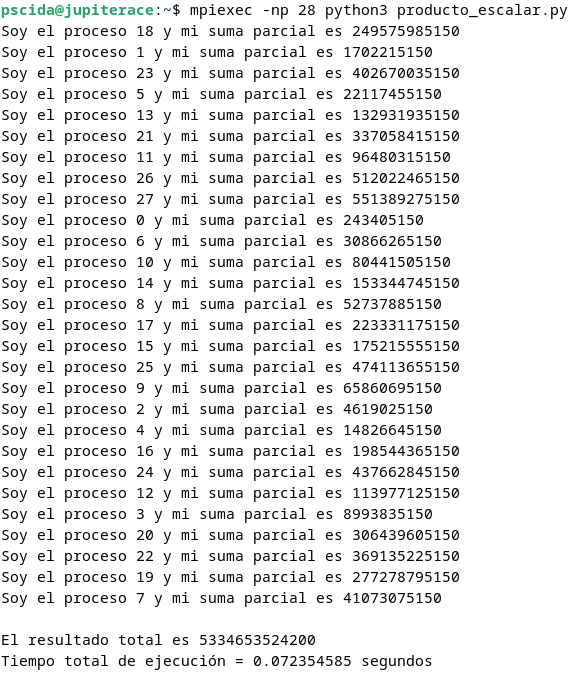 pscida@jupiterace:~$ mpiexec -np 28 python3 producto_escalar.py
Soy el proceso 18 y mi suma parcial es 249575985150
Soy el proceso 1 y mi suma parcial es 1702215150
Soy el proceso 23 y mi suma parcial es 402670035150
Soy el proceso 5 y mi suma parcial es 22117455150
Soy el proceso 13 y mi suma parcial es 132931935150
Soy el proceso 21 y mi suma parcial es 337058415150
Soy el proceso 11 y mi suma parcial es 96480315150
Soy el proceso 26 y mi suma parcial es 512022465150
Soy el proceso 27 y mi suma parcial es 551389275150
Soy el proceso 0 y mi suma parcial es 243405150
Soy el proceso 6 y mi suma parcial es 30866265150
Soy el proceso 10 y mi suma parcial es 80441505150
Soy el proceso 14 y mi suma parcial es 153344745150
Soy el proceso 8 y mi suma parcial es 52737885150
Soy el proceso 17 y mi suma parcial es 223331175150
Soy el proceso 15 y mi suma parcial es 175215555150
Soy el proceso 25 y mi suma parcial es 474113655150
Soy el proceso 9 y mi suma parcial es 65860695150
Soy el proceso 2 y mi suma parcial es 4619025150
Soy el proceso 4 y mi suma parcial es 14826645150
Soy el proceso 16 y mi suma parcial es 198544365150
Soy el proceso 24 y mi suma parcial es 437662845150
Soy el proceso 12 y mi suma parcial es 113977125150
Soy el proceso 3 y mi suma parcial es 8993835150
Soy el proceso 20 y mi suma parcial es 306439605150
Soy el proceso 22 y mi suma parcial es 369135225150
Soy el proceso 19 y mi suma parcial es 277278795150
Soy el proceso 7 y mi suma parcial es 41073075150
El resultado total es 5334653524200
Tiempo total de ejecución = 0.072354585 segundos